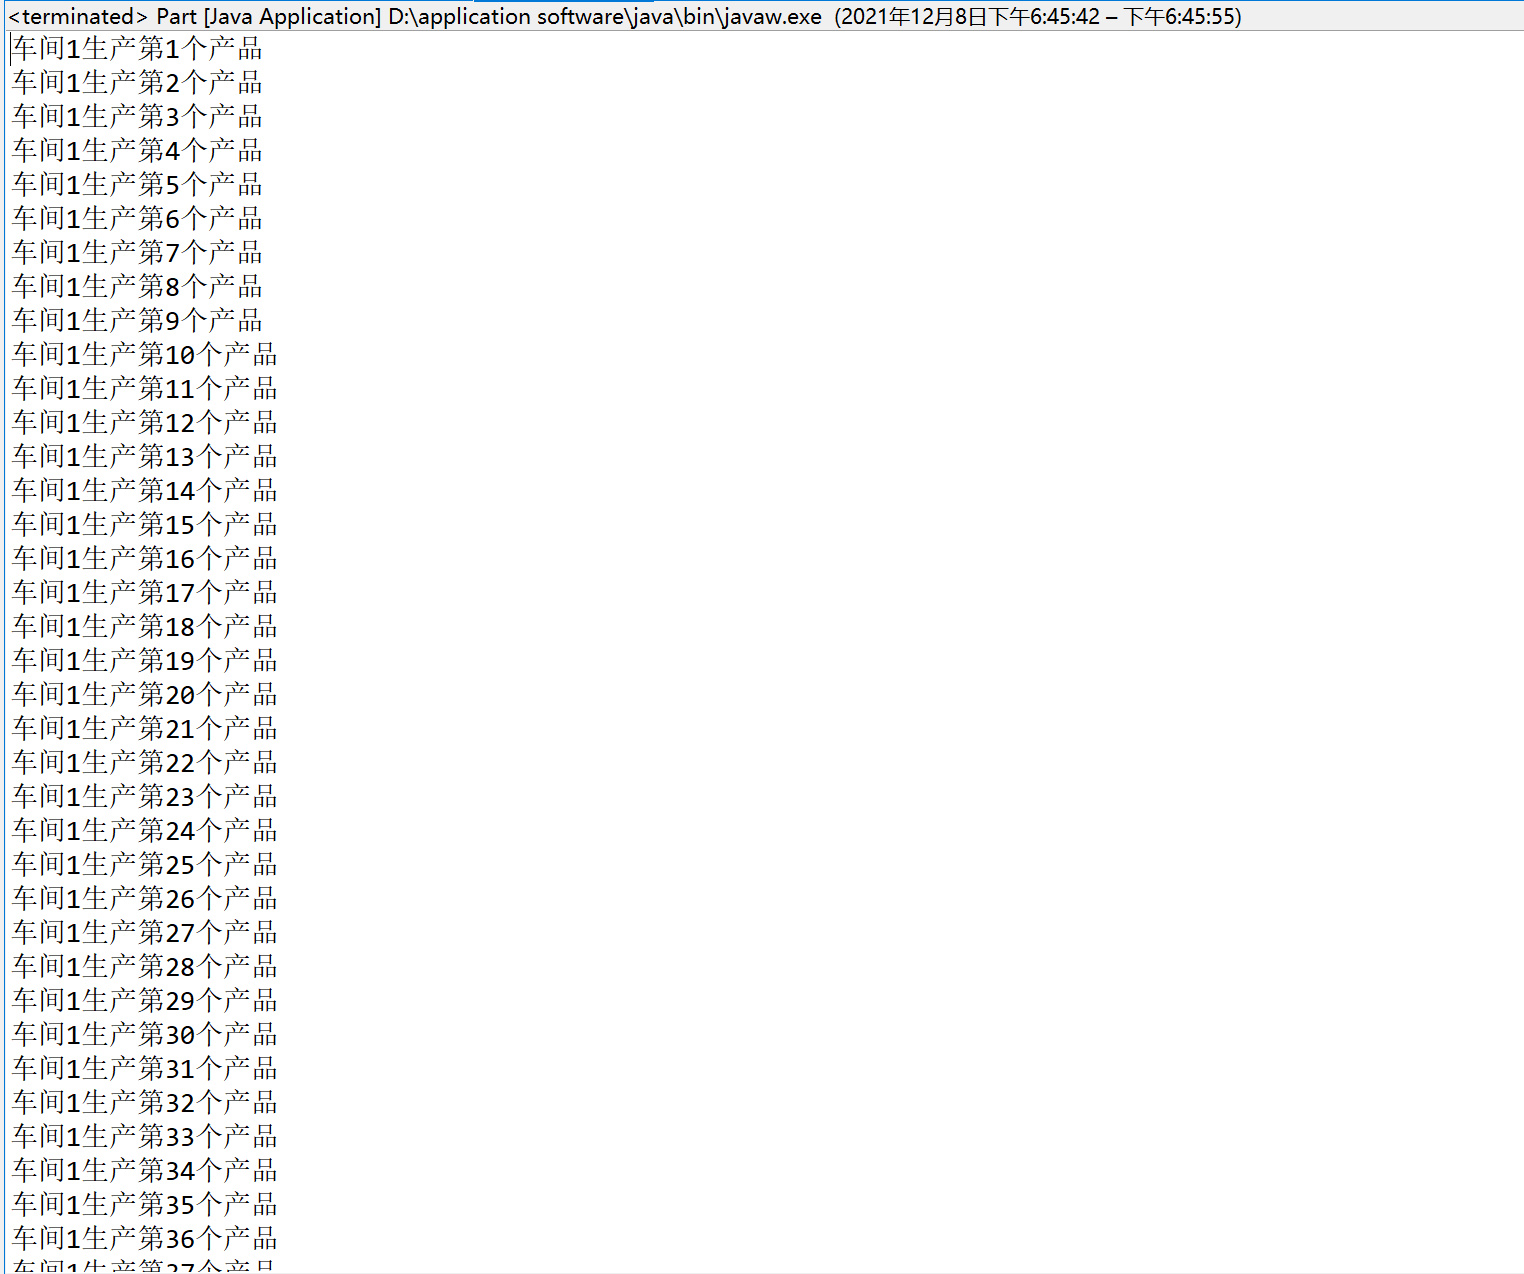 <terminated> Part [Java Application] D:\application software\java\bin\javaw.exe  (2021年12月8日下午6:45:42 – 下午6:45:55)
车间1生产第1个产品
车间1生产第2个产品
车间1生产第3个产品
车间1生产第4个产品
车间1生产第5个产品
车间1生产第6个产品
车间1生产第7个产品
车间1生产第8个产品
车间1生产第9个产品
车间1生产第10个产品
车间1生产第11个产品
车间1生产第12个产品
车间1生产第13个产品
车间1生产第14个产品
车间1生产第15个产品
车间1生产第16个产品
车间1生产第17个产品
车间1生产第18个产品
车间1生产第19个产品
车间1生产第20个产品
车间1生产第21个产品
车间1生产第22个产品
车间1生产第23个产品
车间1生产第24个产品
车间1生产第25个产品
车间1生产第26个产品
车间1生产第27个产品
车间1生产第28个产品
车间1生产第29个产品
车间1生产第30个产品
车间1生产第31个产品
车间1生产第32个产品
车间1生产第33个产品
车间1生产第34个产品
车间1生产第35个产品
车间1生产第36个产品
车间1生产第37个产品